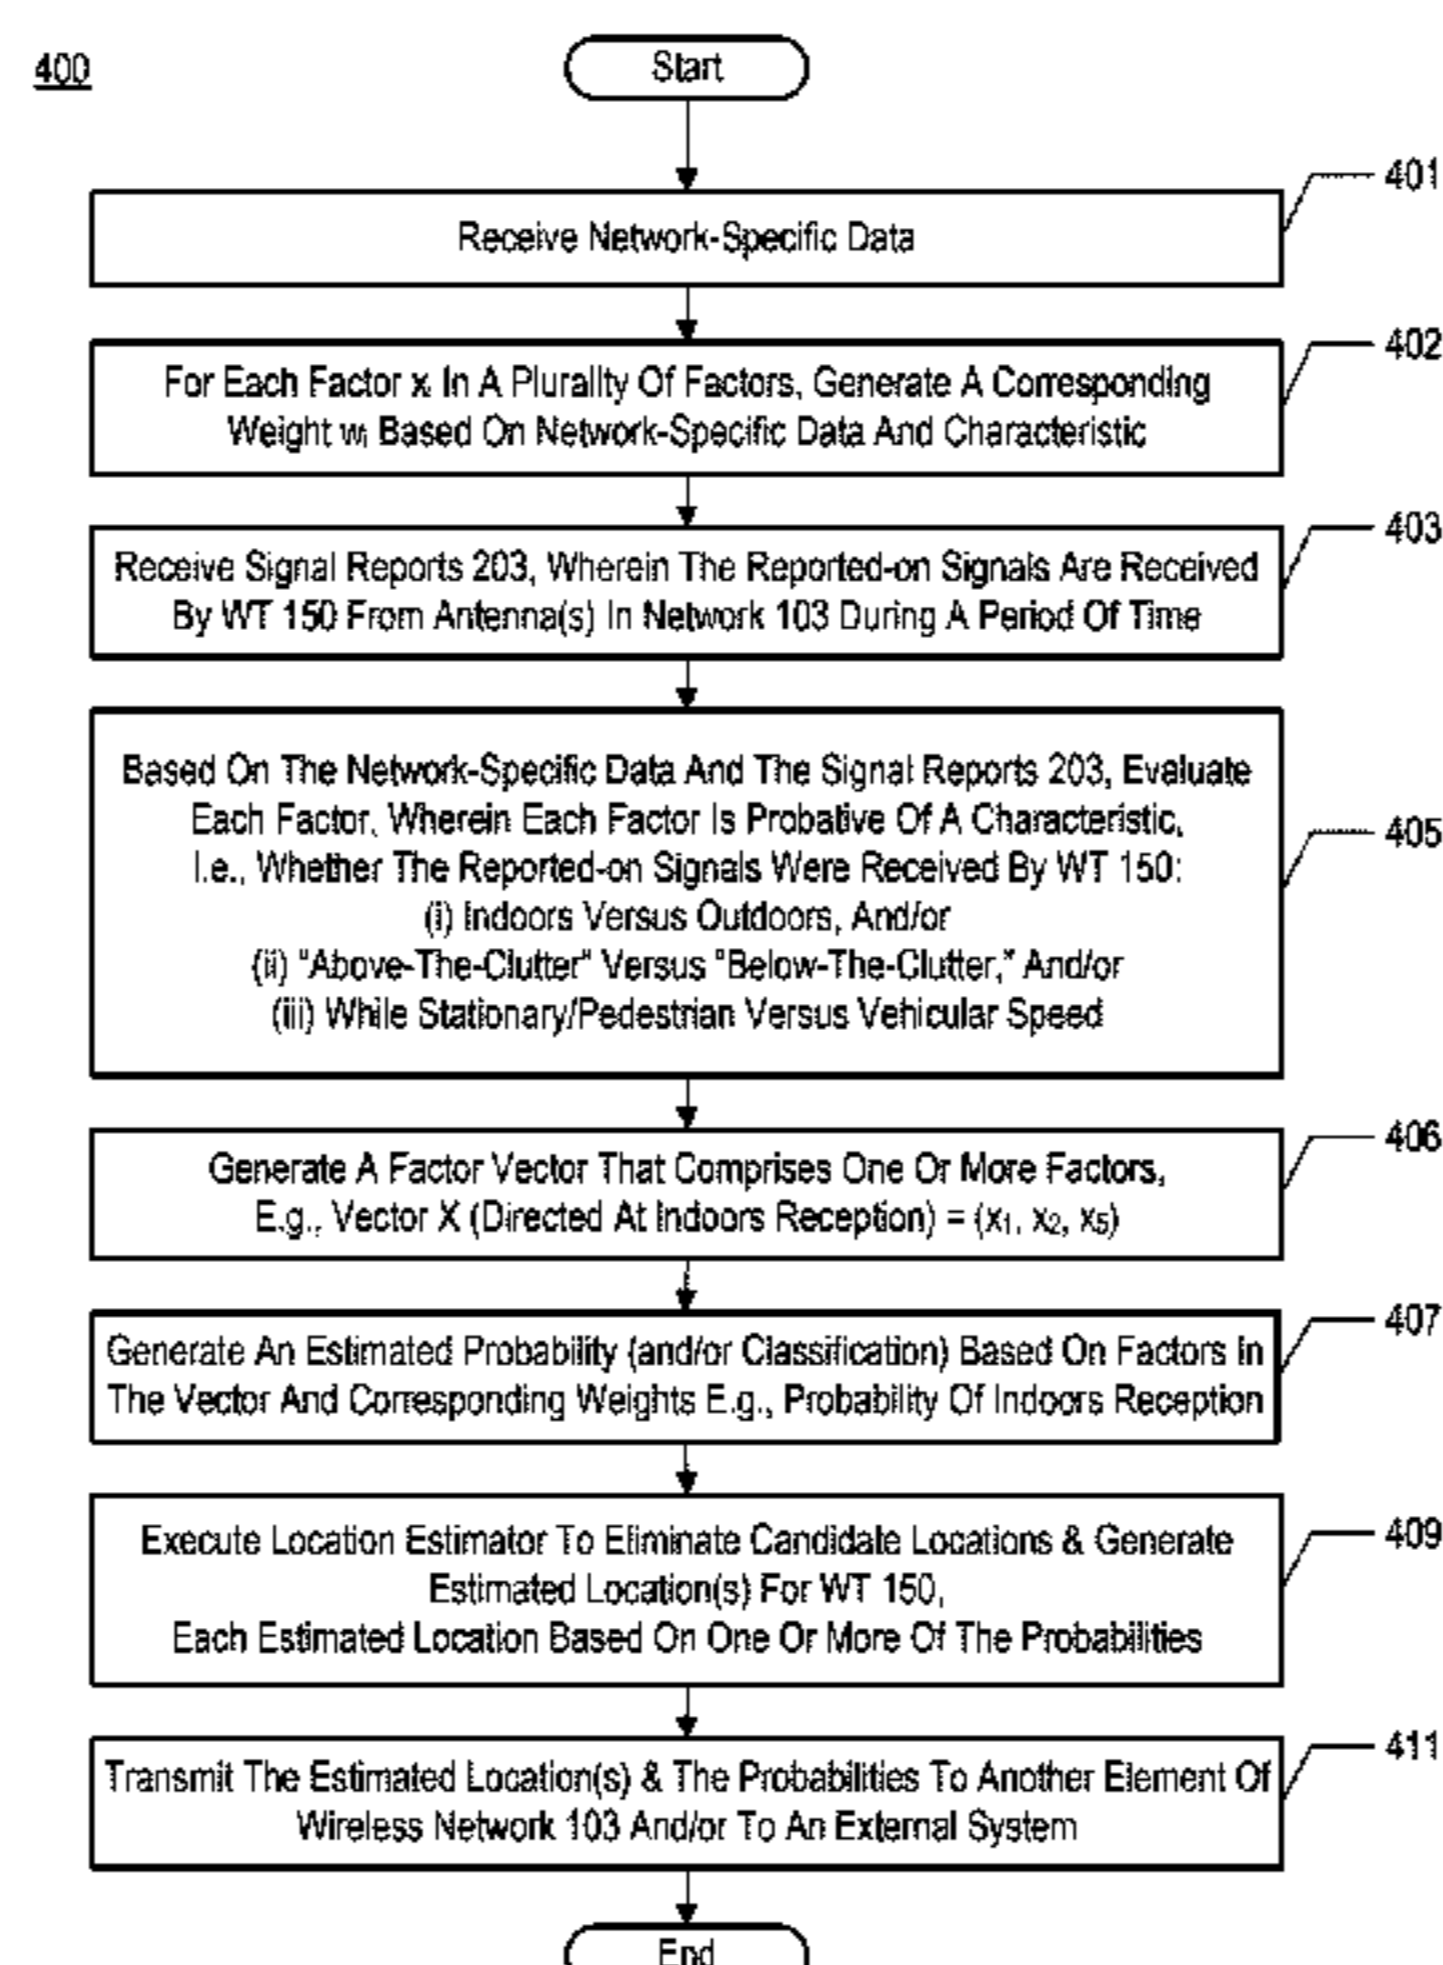 400
Start
401
Receive Network-Specific Data
402
For Each Factor xᵢ In A Plurality Of Factors, Generate A Corresponding
Weight wᵢ Based On Network-Specific Data And Characteristic
403
Receive Signal Reports 203, Wherein The Reported-on Signals Are Received
By WT 150 From Antenna(s) In Network 103 During A Period Of Time
405
Based On The Network-Specific Data And The Signal Reports 203, Evaluate
Each Factor, Wherein Each Factor Is Probative Of A Characteristic,
I.e., Whether The Reported-on Signals Were Received By WT 150:
(i) Indoors Versus Outdoors, And/or
(ii) "Above-The-Clutter" Versus "Below-The-Clutter," And/or
(iii) While Stationary/Pedestrian Versus Vehicular Speed
406
Generate A Factor Vector That Comprises One Or More Factors,
E.g., Vector X (Directed At Indoors Reception) = (x₁, x₂, x₅)
407
Generate An Estimated Probability (and/or Classification) Based On Factors In
The Vector And Corresponding Weights E.g., Probability Of Indoors Reception
409
Execute Location Estimator To Eliminate Candidate Locations & Generate
Estimated Location(s) For WT 150,
Each Estimated Location Based On One Or More Of The Probabilities
411
Transmit The Estimated Location(s) & The Probabilities To Another Element Of
Wireless Network 103 And/or To An External System
End